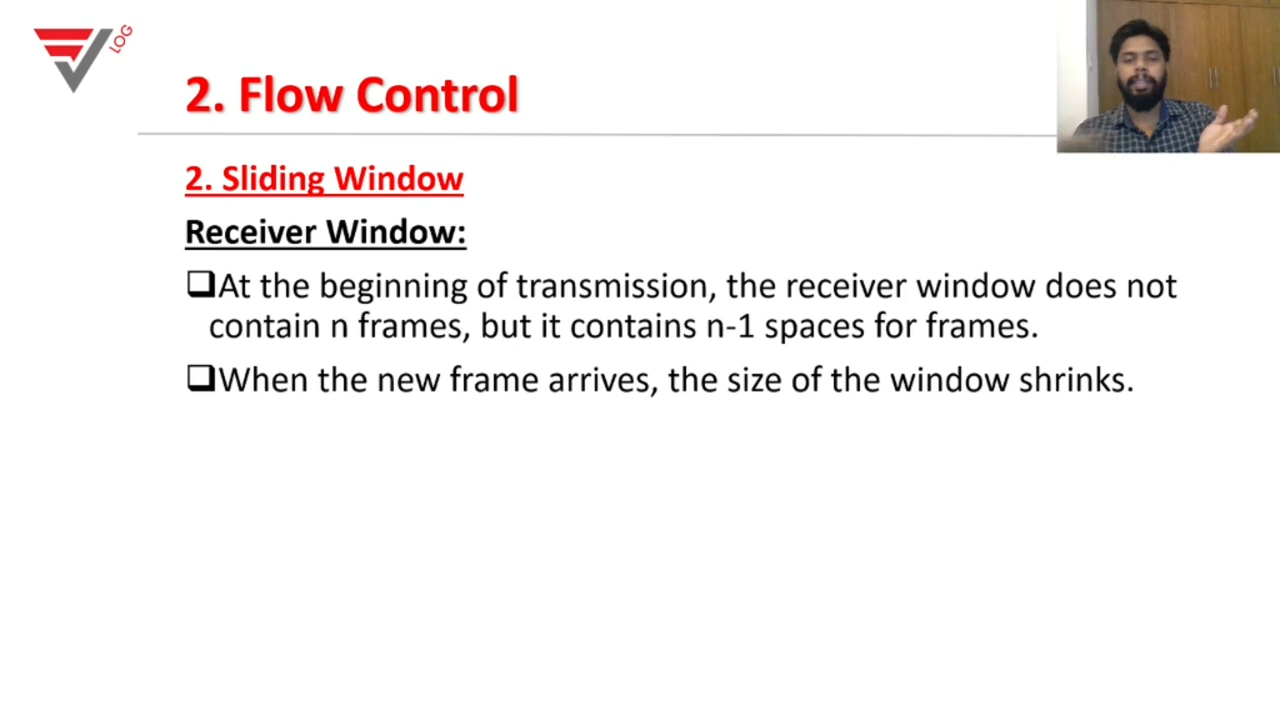 LOG
2. Flow Control
2. Sliding Window
Receiver Window:
❑At the beginning of transmission, the receiver window does not
contain n frames, but it contains n-1 spaces for frames.
❑When the new frame arrives, the size of the window shrinks.